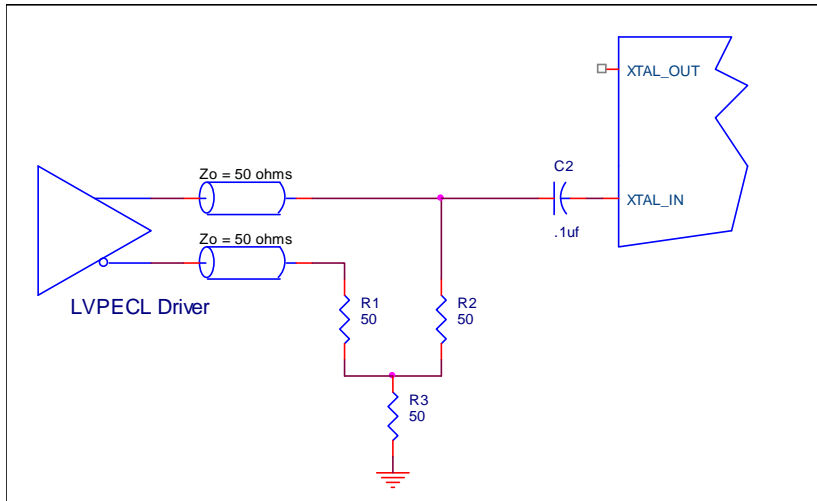 XTAL_OUT
Zo = 50 ohms
C2
XTAL_IN
.1uf
Zo = 50 ohms
LVPECL Driver
R1
50
R2
50
R3
50